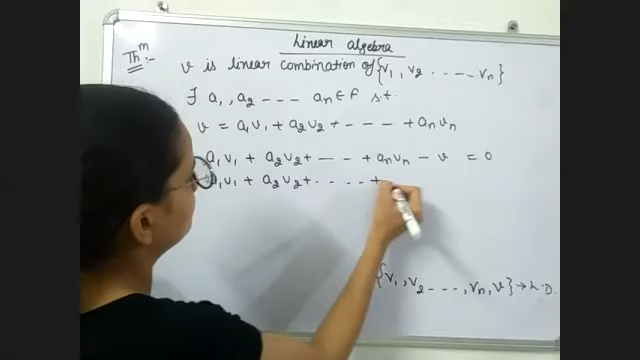 Linear algebra
Thm :- v is linear combination of {v₁, v₂ ..... vₙ}
∃ a₁, a₂ --- aₙ ∈ F s.t.
v = a₁v₁ + a₂v₂ + ---- + aₙvₙ
a₁v₁ + a₂v₂ + --- + aₙvₙ - v = 0
a₁v₁ + a₂v₂ + ..... +
{v₁, v₂ ...., vₙ, v} → L.D.